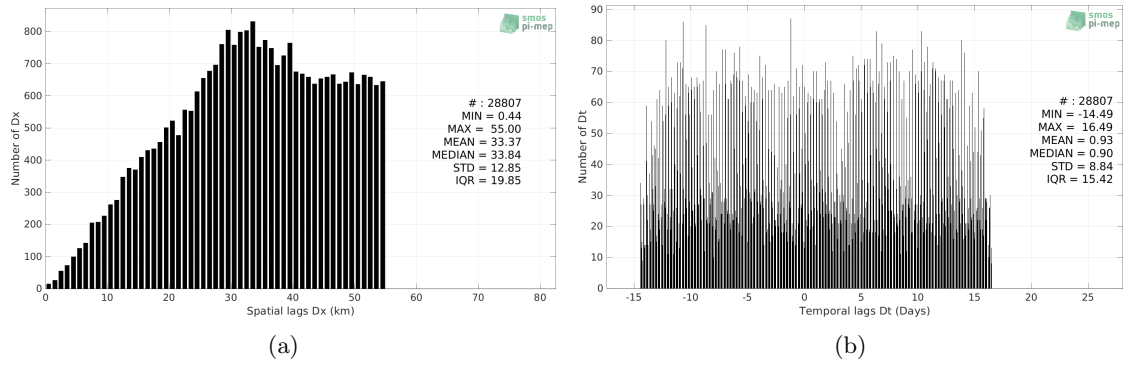 smos
pi-mep
Number of Dx
800
700
600
500
400
300
200
100
0
# : 28807
MIN = 0.44
MAX = 55.00
MEAN = 33.37
MEDIAN = 33.84
STD = 12.85
IQR = 19.85
0 10 20 30 40 50 60 70 80
Spatial lags Dx (km)
(a)
smos
pi-mep
Number of Dt
90
80
70
60
50
40
30
20
10
0
# : 28807
MIN = -14.49
MAX = 16.49
MEAN = 0.93
MEDIAN = 0.90
STD = 8.84
IQR = 15.42
-15 -10 -5 0 5 10 15 20 25
Temporal lags Dt (Days)
(b)